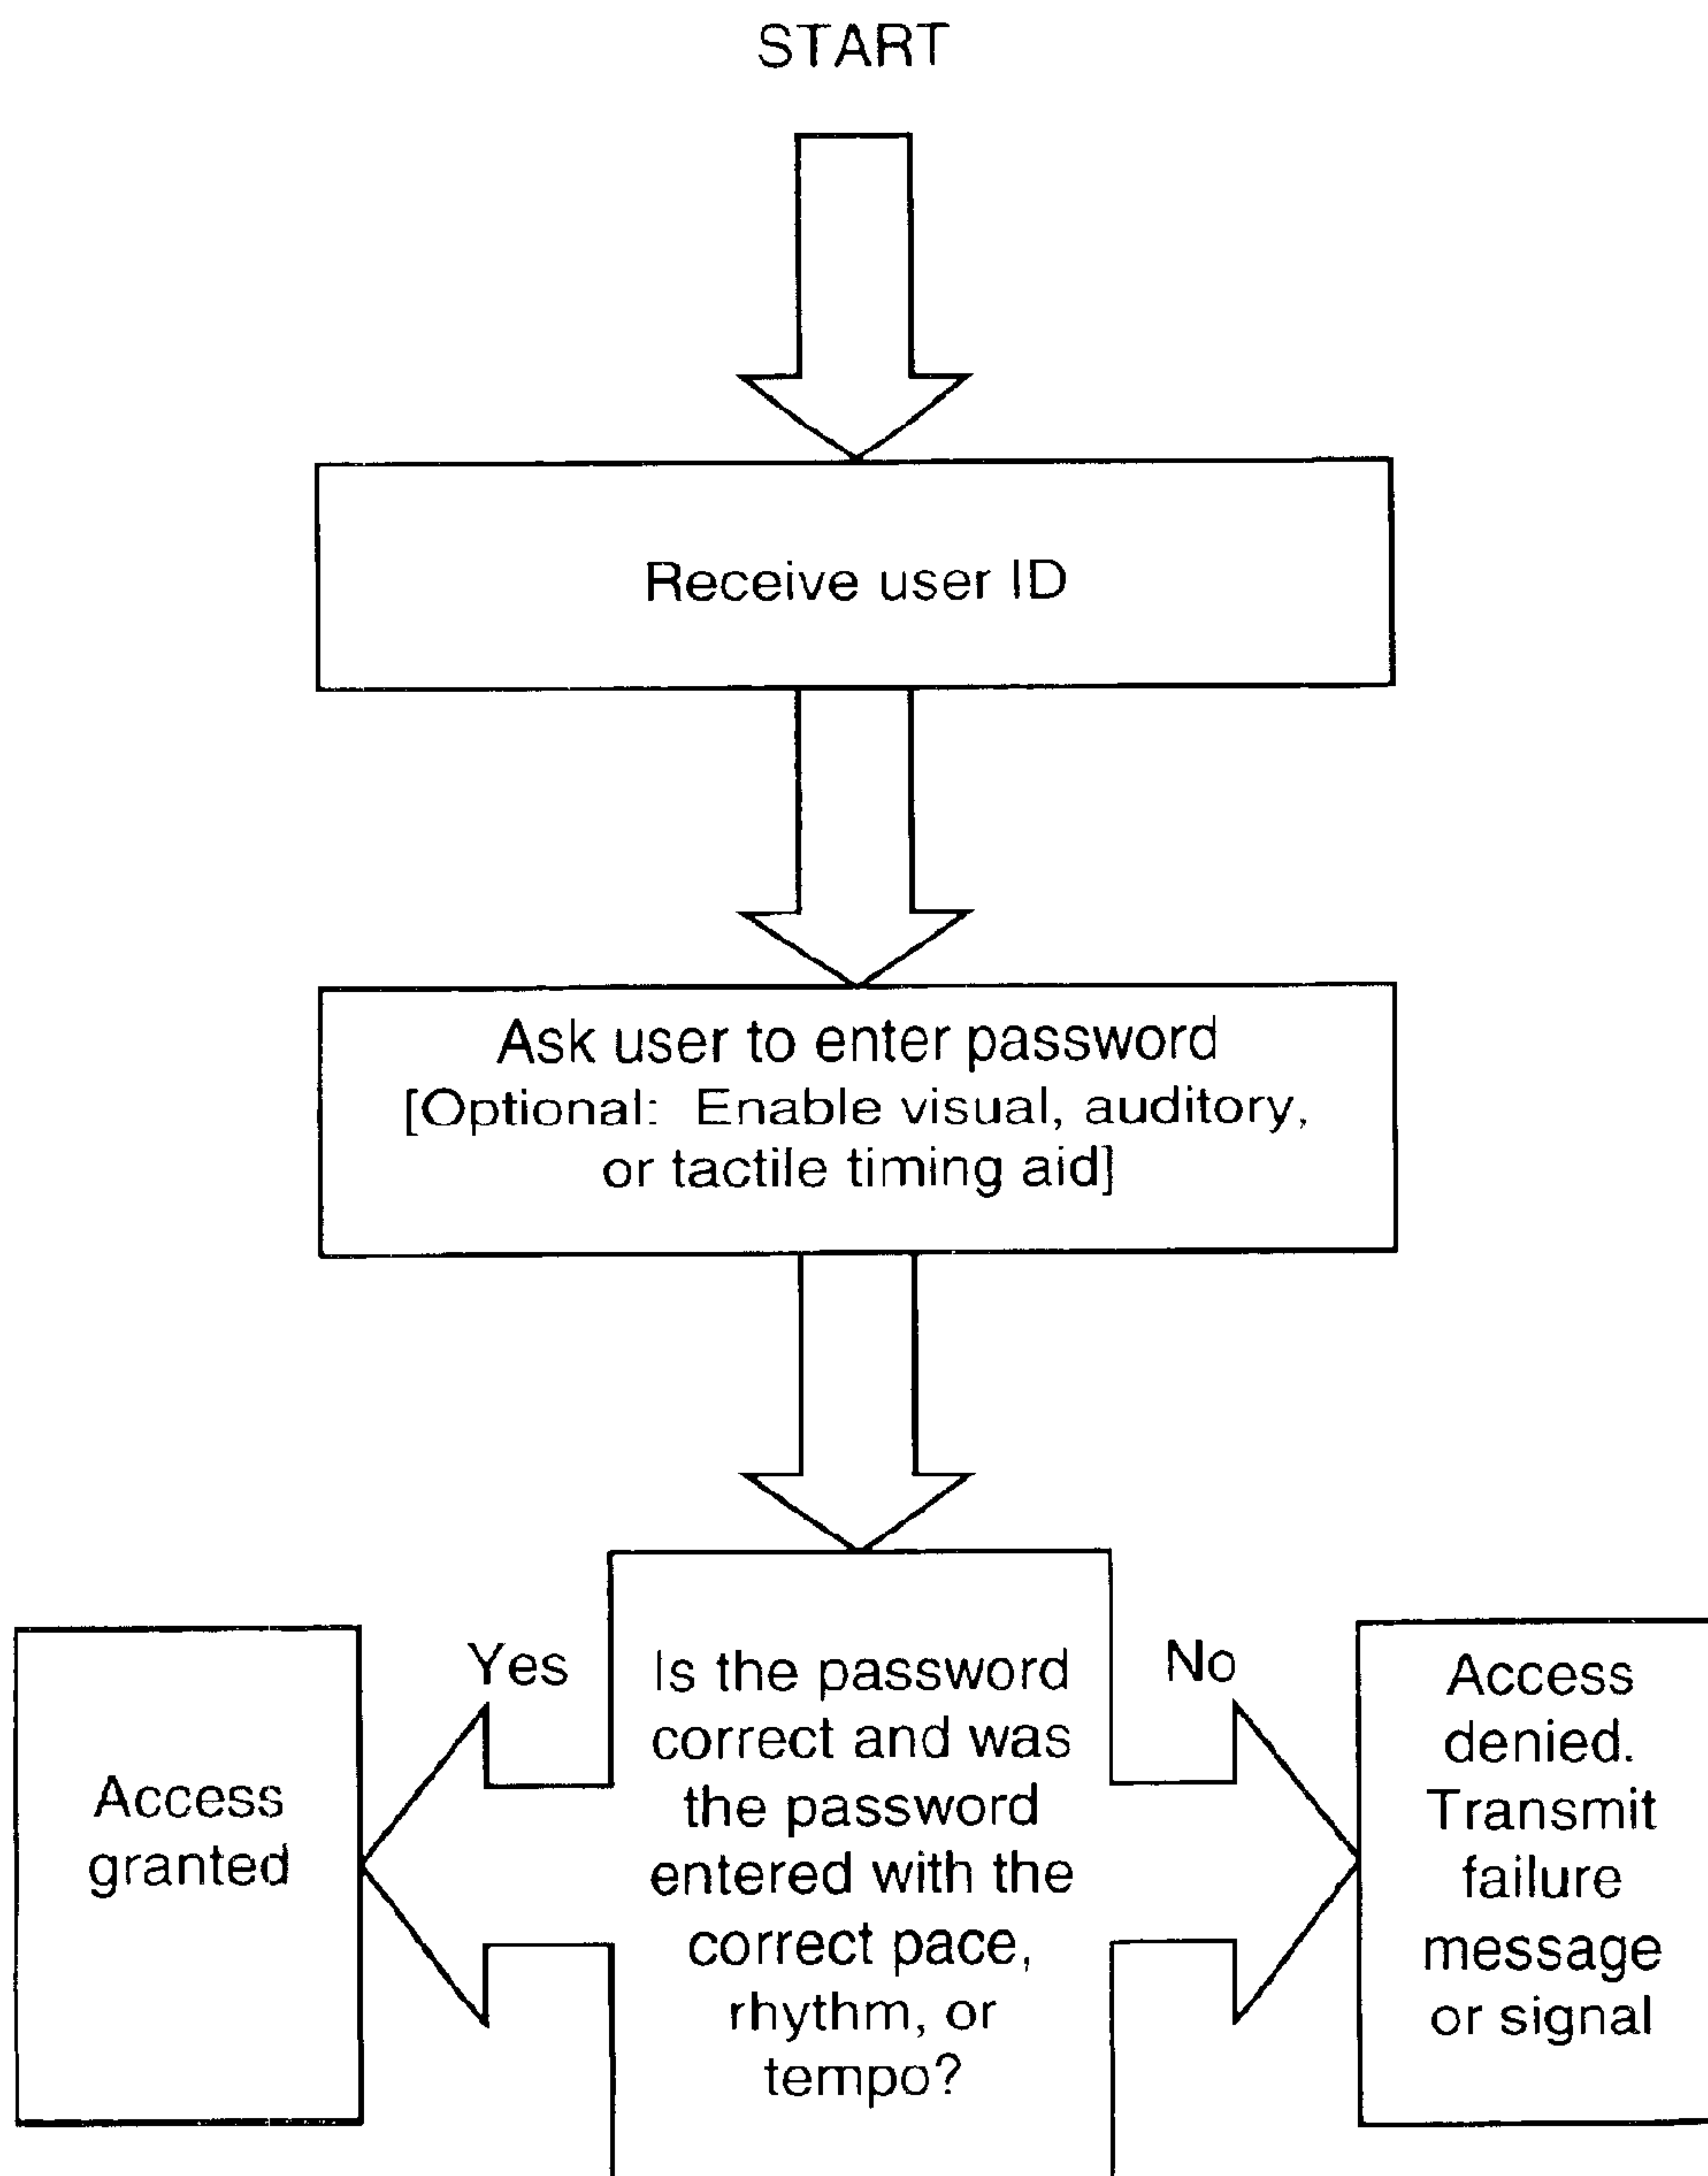 START
Receive user ID
Ask user to enter password
[Optional: Enable visual, auditory,
or tactile timing aid]
Yes
Is the password
correct and was
the password
entered with the
correct pace,
rhythm, or
tempo?
No
Access
granted
Access
denied.
Transmit
failure
message
or signal